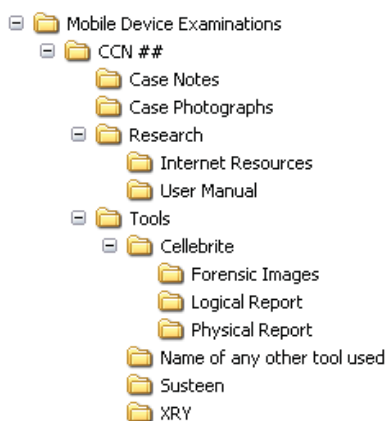 Mobile Device Examinations
CCN ##
Case Notes
Case Photographs
Research
Internet Resources
User Manual
Tools
Cellebrite
Forensic Images
Logical Report
Physical Report
Name of any other tool used
Susteen
XRY